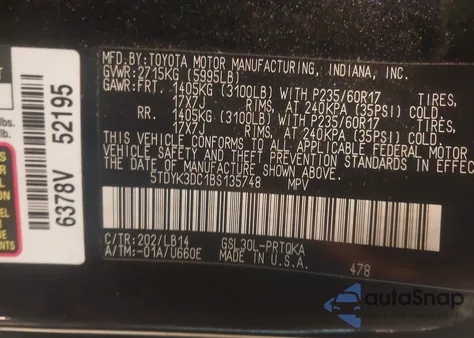 MFD.BY:TOYOTA MOTOR MANUFACTURING, INDIANA, INC.
GVWR:2715KG (5995LB)
GAWR:FRT. 1405KG (3100LB) WITH P235/60R17 TIRES,
17X7J RIMS, AT 240KPA (35PSI) COLD
RR. 1405KG (3100LB) WITH P235/60R17 TIRES,
17X7J RIMS, AT 240KPA (35PSI) COLD
THIS VEHICLE CONFORMS TO ALL APPLICABLE FEDERAL MOTOR
VEHICLE SAFETY AND THEFT PREVENTION STANDARDS IN EFFEC
THE DATE OF MANUFACTURE SHOWN ABOVE.
5TDYK3DC1BS135748 MPV
C/TR:202/LB14 GSL30L-PRTQKA
A/TM:-01A/U660E MADE IN U.S.A.
478
6378V 52195
lbs.
lb.
autoSnap